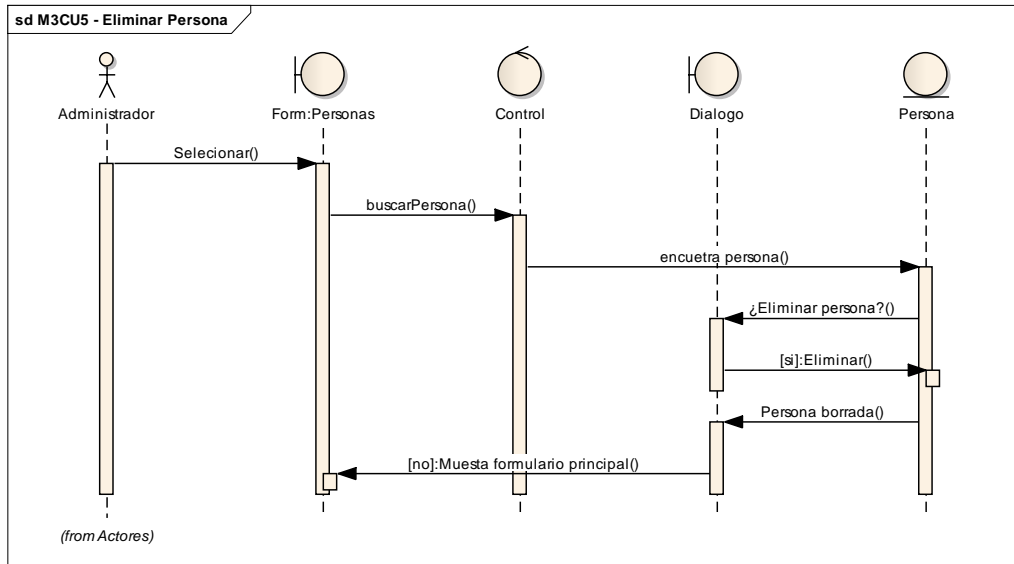 sd M3CU5 - Eliminar Persona
Administrador
Form:Personas
Control
Dialogo
Persona
Selecionar()
buscarPersona()
encuetra persona()
¿Eliminar persona?()
[si]:Eliminar()
Persona borrada()
[no]:Muesta formulario principal()
(from Actores)